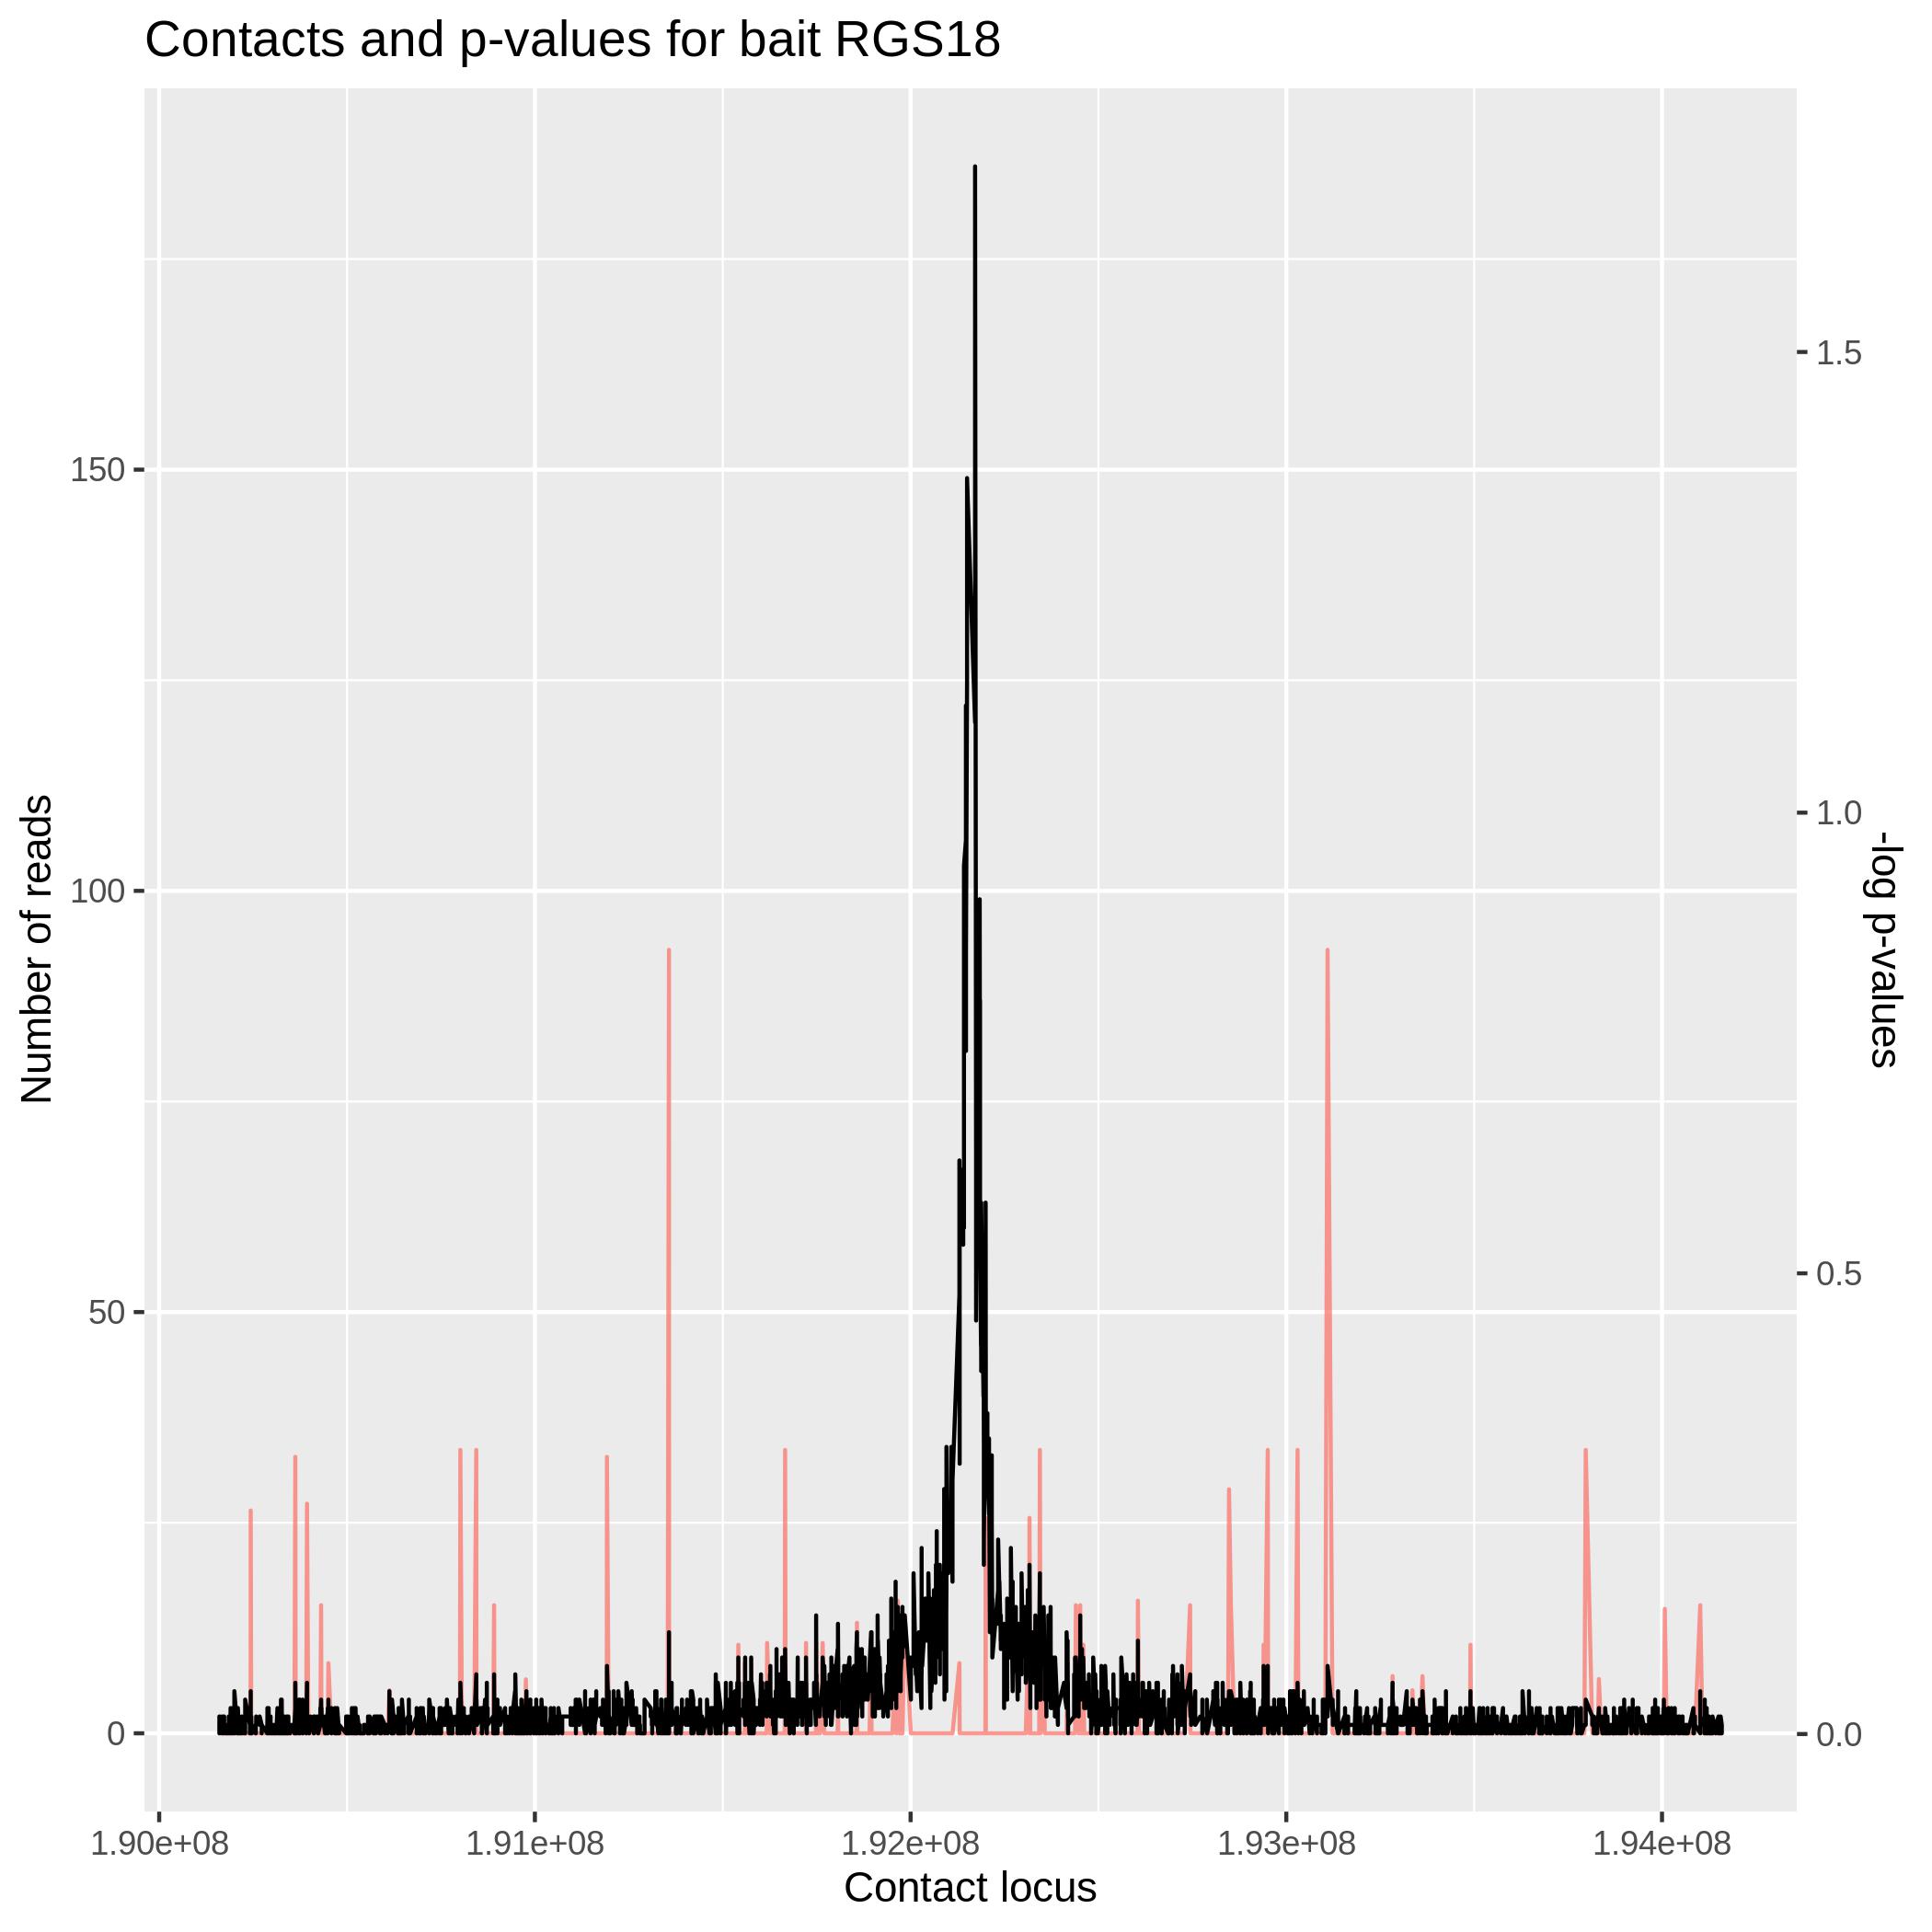 Contacts and p-values for bait RGS18
Number of reads
150
100
50
0
1.5
1.0
0.5
0.0
-log p-values
1.90e+08
1.91e+08
1.92e+08
1.93e+08
1.94e+08
Contact locus